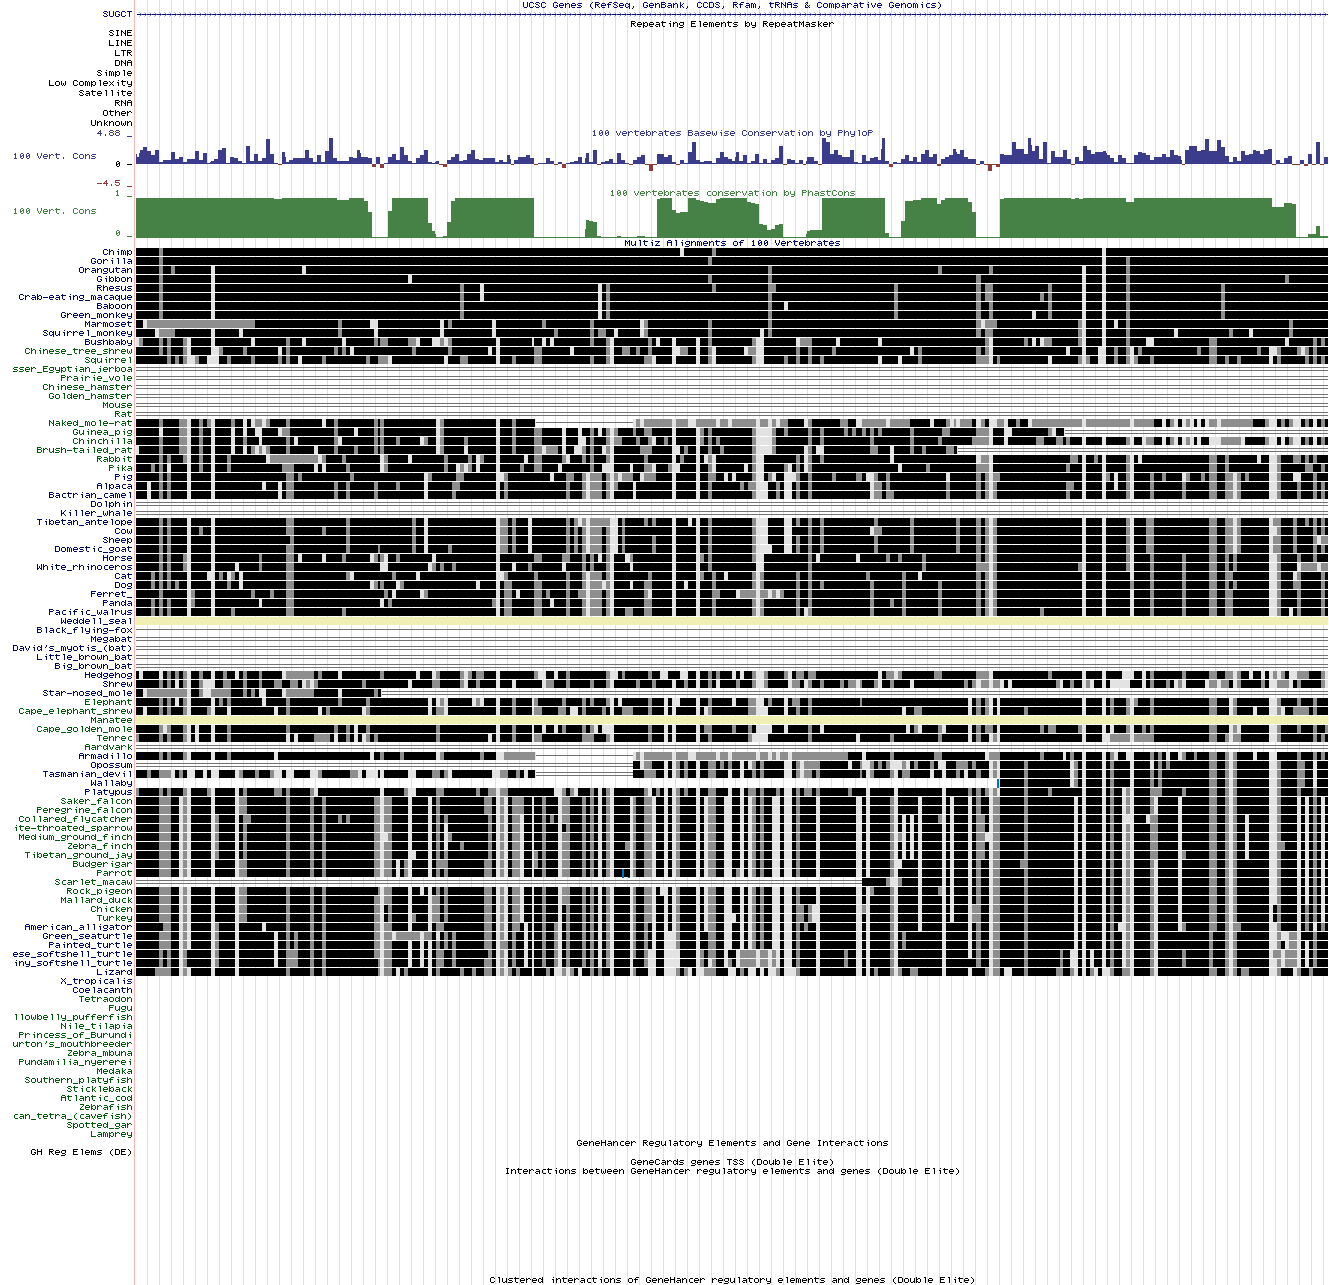 UCSC Genes (RefSeq, GenBank, CCDS, Rfam, tRNAs & Comparative Genomics)
SUGCT
Repeating Elements by RepeatMasker
SINE
LINE
LTR
DNA
Simple
Low Complexity
Satellite
RNA
Other
Unknown
100 vertebrates Basewise Conservation by PhyloP
4.88 _
100 Vert. Cons
0 _
-4.5 _
100 vertebrates conservation by PhastCons
1 _
100 Vert. Cons
0 _
Multiz Alignments of 100 Vertebrates
Chimp
Gorilla
Orangutan
Gibbon
Rhesus
Crab-eating_macaque
Baboon
Green_monkey
Marmoset
Squirrel_monkey
Bushbaby
Chinese_tree_shrew
Squirrel
sser_Egyptian_jerboa
Prairie_vole
Chinese_hamster
Golden_hamster
Mouse
Rat
Naked_mole-rat
Guinea_pig
Chinchilla
Brush-tailed_rat
Rabbit
Pika
Pig
Alpaca
Bactrian_camel
Dolphin
Killer_whale
Tibetan_antelope
Cow
Sheep
Domestic_goat
Horse
White_rhinoceros
Cat
Dog
Ferret_
Panda
Pacific_walrus
Weddell_seal
Black_flying-fox
Megabat
David's_myotis_(bat)
Little_brown_bat
Big_brown_bat
Hedgehog
Shrew
Star-nosed_mole
Elephant
Cape_elephant_shrew
Manatee
Cape_golden_mole
Tenrec
Aardvark
Armadillo
Opossum
Tasmanian_devil
Wallaby
Platypus
Saker_falcon
Peregrine_falcon
Collared_flycatcher
ite-throated_sparrow
Medium_ground_finch
Zebra_finch
Tibetan_ground_jay
Budgerigar
Parrot
Scarlet_macaw
Rock_pigeon
Mallard_duck
Chicken
Turkey
American_alligator
Green_seaturtle
Painted_turtle
ese_softshell_turtle
iny_softshell_turtle
Lizard
X_tropicalis
Coelacanth
Tetraodon
Fugu
llowbelly_pufferfish
Nile_tilapia
Princess_of_Burundi
urton's_mouthbreeder
Zebra_mbuna
Pundamilia_nyererei
Medaka
Southern_platyfish
Stickleback
Atlantic_cod
Zebrafish
can_tetra_(cavefish)
Spotted_gar
Lamprey
GeneHancer Regulatory Elements and Gene Interactions
GH Reg Elems (DE)
GeneCards genes TSS (Double Elite)
Interactions between GeneHancer regulatory elements and genes (Double Elite)
Clustered interactions of GeneHancer regulatory elements and genes (Double Elite)